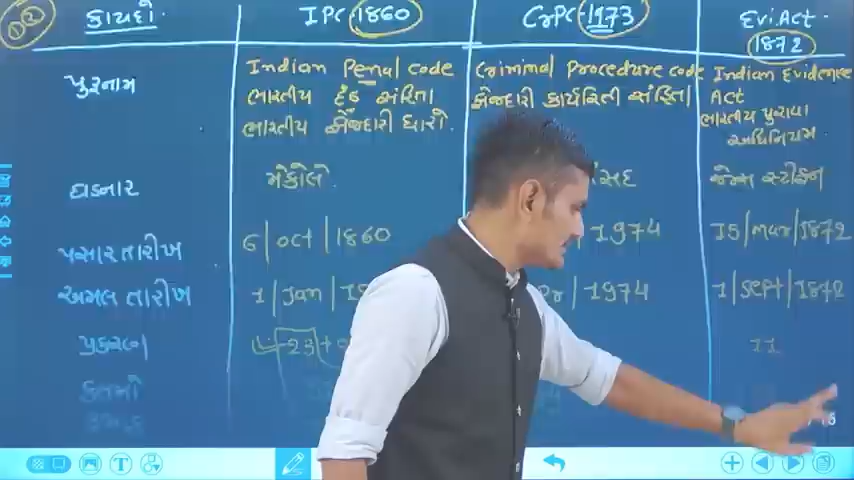 કાયદો IPC-1860 CrPC-1973 Evi.Act-1872
પુરુનામ
Indian Penal code
ભારતીય દંડ સંહિતા
ભારતીય ફોજદારી ધારો.
Criminal Procedure code
ફોજદારી કાર્યરિતી સંહિતા
Indian Evidence
Act
ભારતીય પુરાવા
અધિનિયમ
ઘડનાર મેકોલે જેમ્સ સ્ટીફન
પસાર તારીખ 6/oct/1860 1974 15/mar/1872
અમલ તારીખ 1/Jan/ 1974 1/sept/1872
પ્રકરણ 23+ 11
કલમો